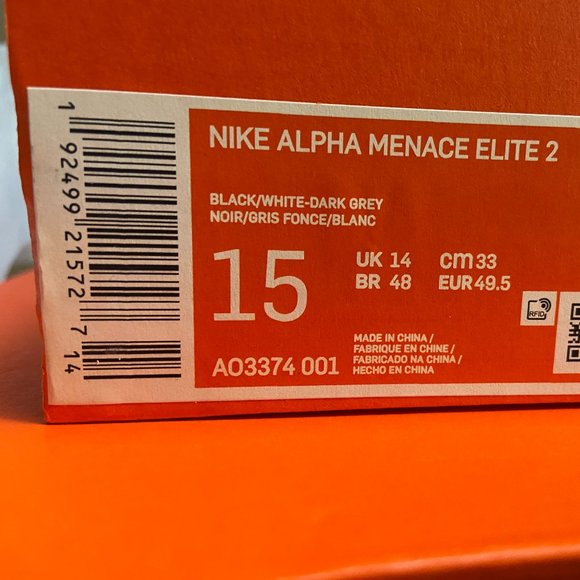 1 92499 21572 7 14
NIKE ALPHA MENACE ELITE 2
BLACK/WHITE-DARK GREY
NOIR/GRIS FONCE/BLANC
15
UK 14 CM 33
BR 48 EUR 49.5
RFID
AO3374 001
MADE IN CHINA /
FABRIQUE EN CHINE /
FABRICADO NA CHINA /
HECHO EN CHINA